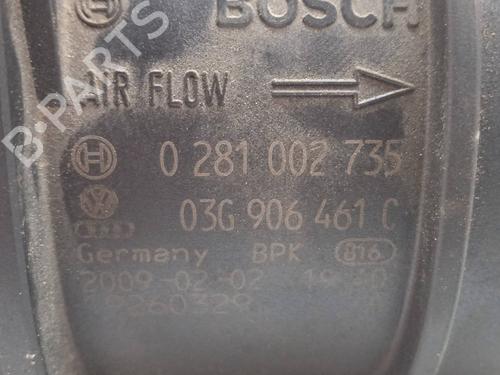 BOSCH
AIR FLOW
0 281 002 735
03G 906 461 C
Germany BPK 816
2009-02-02
B-PARTS